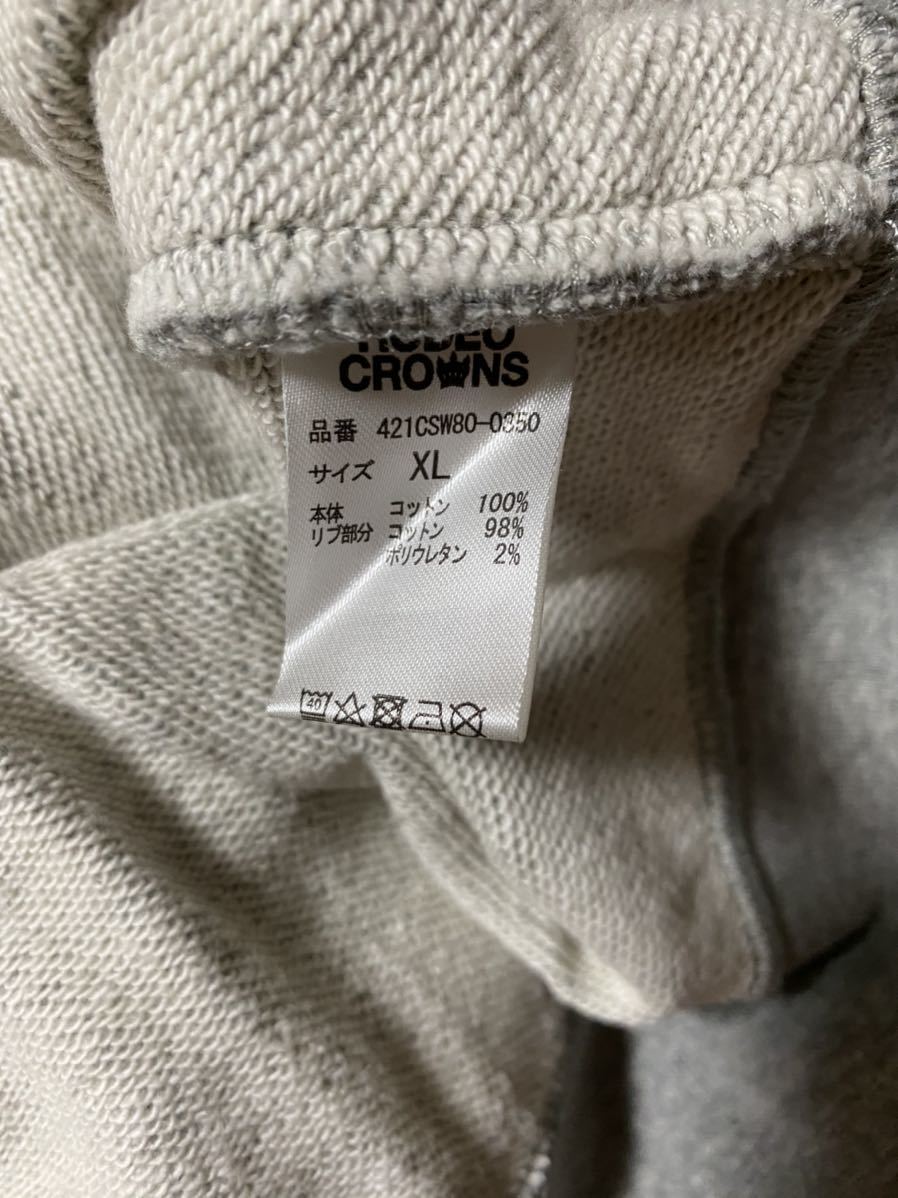 RODEO
CROWNS
品番 421CSW80-0350
サイズ XL
本体 コットン 100%
リブ部分 コットン 98%
ポリウレタン 2%
40